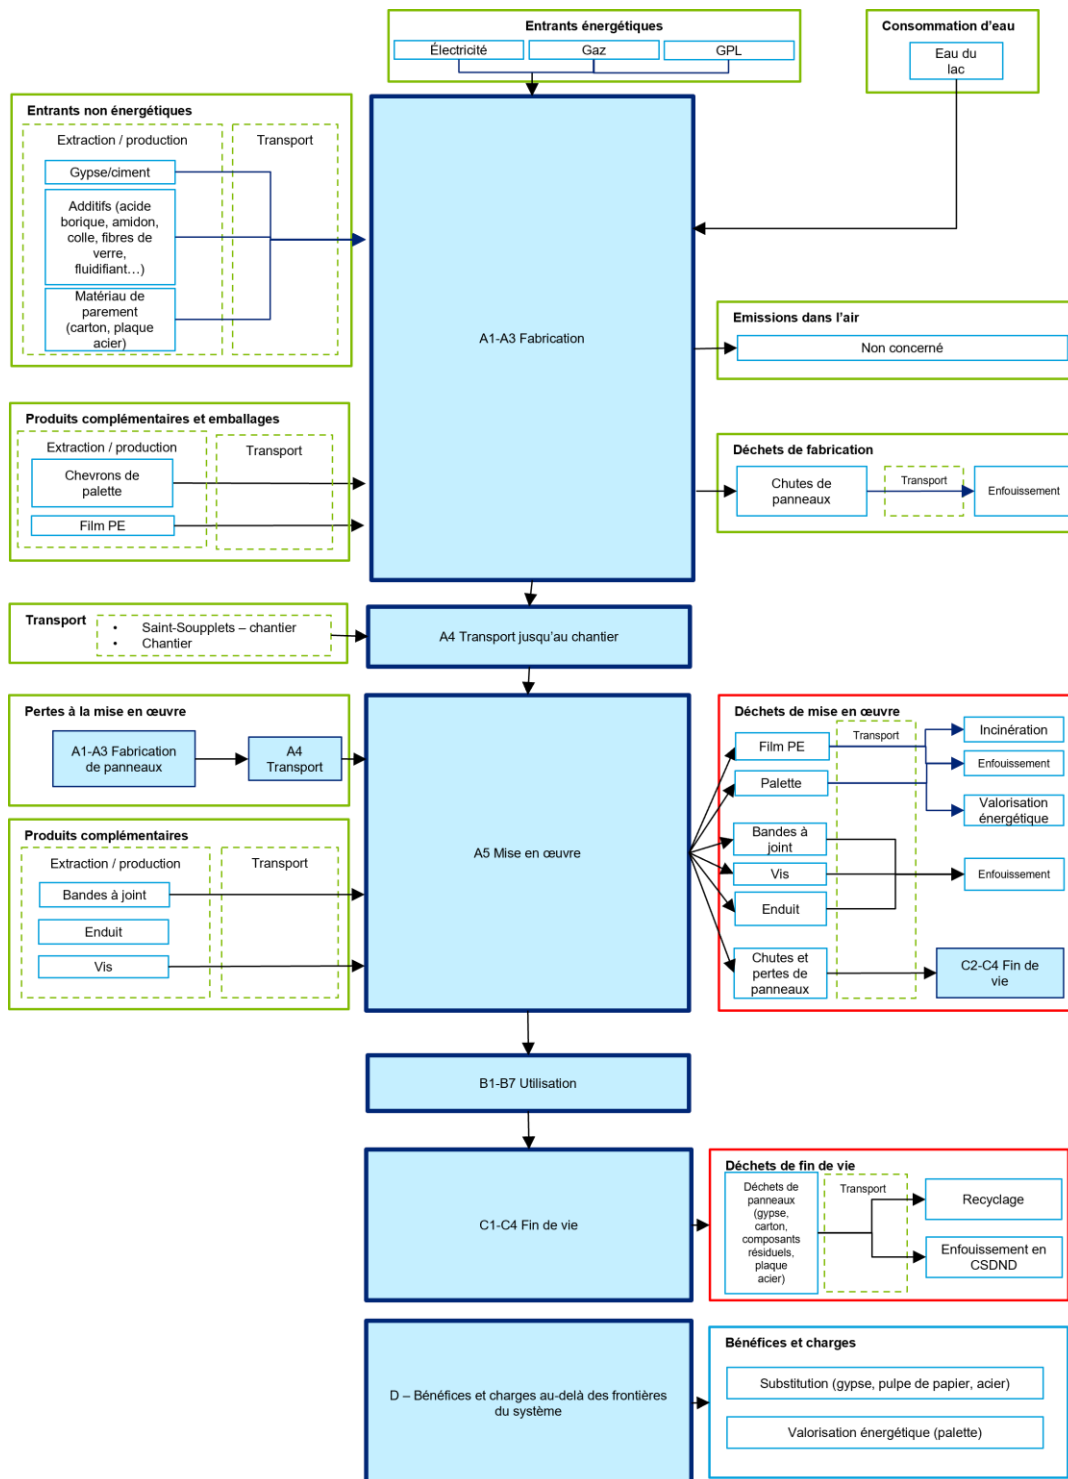 Entrants énergétiques
Électricité
Gaz
GPL
Consommation d'eau
Eau du
lac
Entrants non énergétiques
Extraction / production
Transport
Gypse/ciment
Additifs (acide
borique, amidon,
colle, fibres de
verre,
fluidifiant…)
Matériau de
parement
(carton, plaque
acier)
A1-A3 Fabrication
Emissions dans l'air
Non concerné
Produits complémentaires et emballages
Extraction / production
Transport
Chevrons de
palette
Film PE
Déchets de fabrication
Chutes de
panneaux
Transport
Enfouissement
Transport
• Saint-Soupplets – chantier
• Chantier
A4 Transport jusqu'au chantier
Pertes à la mise en œuvre
A1-A3 Fabrication
de panneaux
A4
Transport
Produits complémentaires
Extraction / production
Transport
Bandes à joint
Enduit
Vis
A5 Mise en œuvre
Déchets de mise en œuvre
Transport
Film PE
Palette
Bandes à
joint
Vis
Enduit
Chutes et
pertes de
panneaux
Incinération
Enfouissement
Valorisation
énergétique
Enfouissement
C2-C4 Fin de
vie
B1-B7 Utilisation
C1-C4 Fin de vie
Déchets de fin de vie
Déchets de
panneaux
(gypse,
carton,
composants
résiduels,
plaque
acier)
Transport
Recyclage
Enfouissement en
CSDND
D – Bénéfices et charges au-delà des frontières
du système
Bénéfices et charges
Substitution (gypse, pulpe de papier, acier)
Valorisation énergétique (palette)